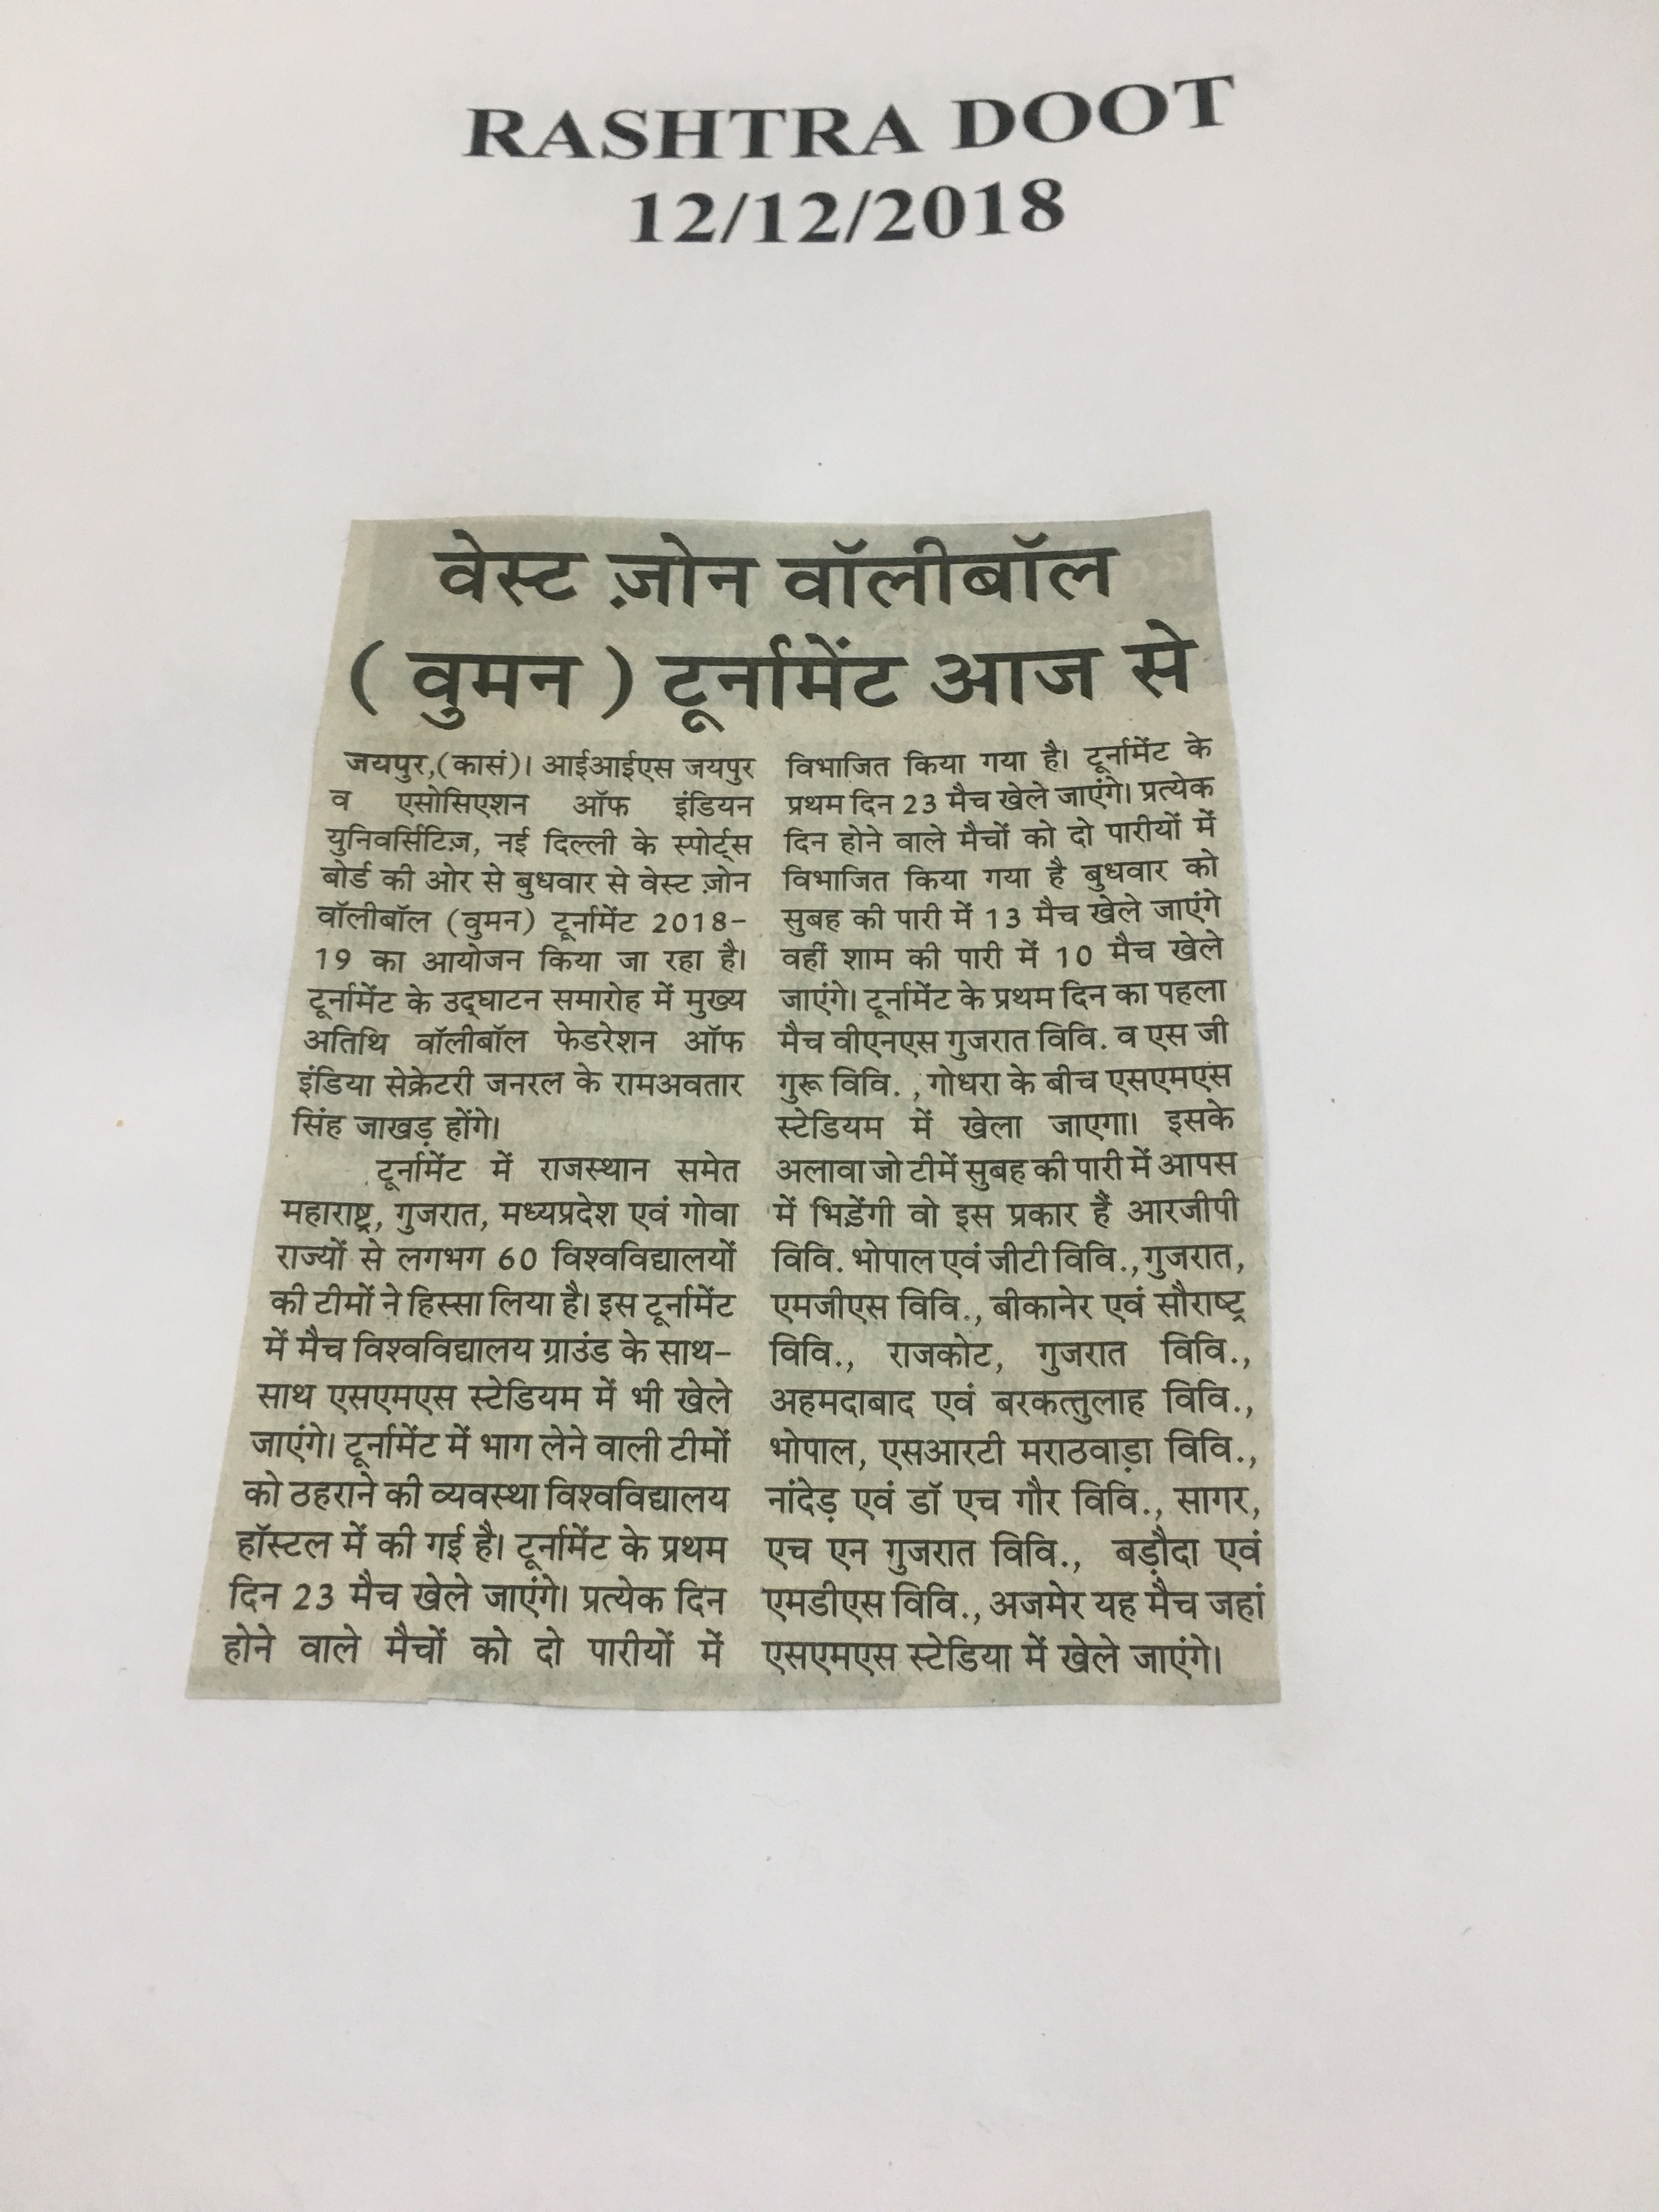 RASHTRA DOOT
12/12/2018
वेस्ट ज़ोन वॉलीबॉल
( वुमन ) टूर्नामेंट आज से
जयपुर,(कासं)। आईआईएस जयपुर
व एसोसिएशन ऑफ इंडियन
युनिवर्सिटिज़, नई दिल्ली के स्पोर्ट्स
बोर्ड की ओर से बुधवार से वेस्ट ज़ोन
वॉलीबॉल (वुमन) टूर्नामेंट 2018-
19 का आयोजन किया जा रहा है।
टूर्नामेंट के उद्घाटन समारोह में मुख्य
अतिथि वॉलीबॉल फेडरेशन ऑफ
इंडिया सेक्रेटरी जनरल के रामअवतार
सिंह जाखड़ होंगे।
टूर्नामेंट में राजस्थान समेत
महाराष्ट्र, गुजरात, मध्यप्रदेश एवं गोवा
राज्यों से लगभग 60 विश्वविद्यालयों
की टीमों ने हिस्सा लिया है। इस टूर्नामेंट
में मैच विश्वविद्यालय ग्राउंड के साथ-
साथ एसएमएस स्टेडियम में भी खेले
जाएंगे। टूर्नामेंट में भाग लेने वाली टीमों
को ठहराने की व्यवस्था विश्वविद्यालय
हॉस्टल में की गई है। टूर्नामेंट के प्रथम
दिन 23 मैच खेले जाएंगे। प्रत्येक दिन
होने वाले मैचों को दो पारीयों में
विभाजित किया गया है। टूर्नामेंट के
प्रथम दिन 23 मैच खेले जाएंगे। प्रत्येक
दिन होने वाले मैचों को दो पारीयों में
विभाजित किया गया है बुधवार को
सुबह की पारी में 13 मैच खेले जाएंगे
वहीं शाम की पारी में 10 मैच खेले
जाएंगे। टूर्नामेंट के प्रथम दिन का पहला
मैच वीएनएस गुजरात विवि. व एस जी
गुरू विवि. , गोधरा के बीच एसएमएस
स्टेडियम में खेला जाएगा। इसके
अलावा जो टीमें सुबह की पारी में आपस
में भिड़ेंगी वो इस प्रकार हैं आरजीपी
विवि. भोपाल एवं जीटी विवि., गुजरात,
एमजीएस विवि., बीकानेर एवं सौराष्ट्र
विवि., राजकोट, गुजरात विवि.,
अहमदाबाद एवं बरकत्तुलाह विवि.,
भोपाल, एसआरटी मराठवाड़ा विवि.,
नांदेड़ एवं डॉ एच गौर विवि., सागर,
एच एन गुजरात विवि., बड़ौदा एवं
एमडीएस विवि., अजमेर यह मैच जहां
एसएमएस स्टेडिया में खेले जाएंगे।